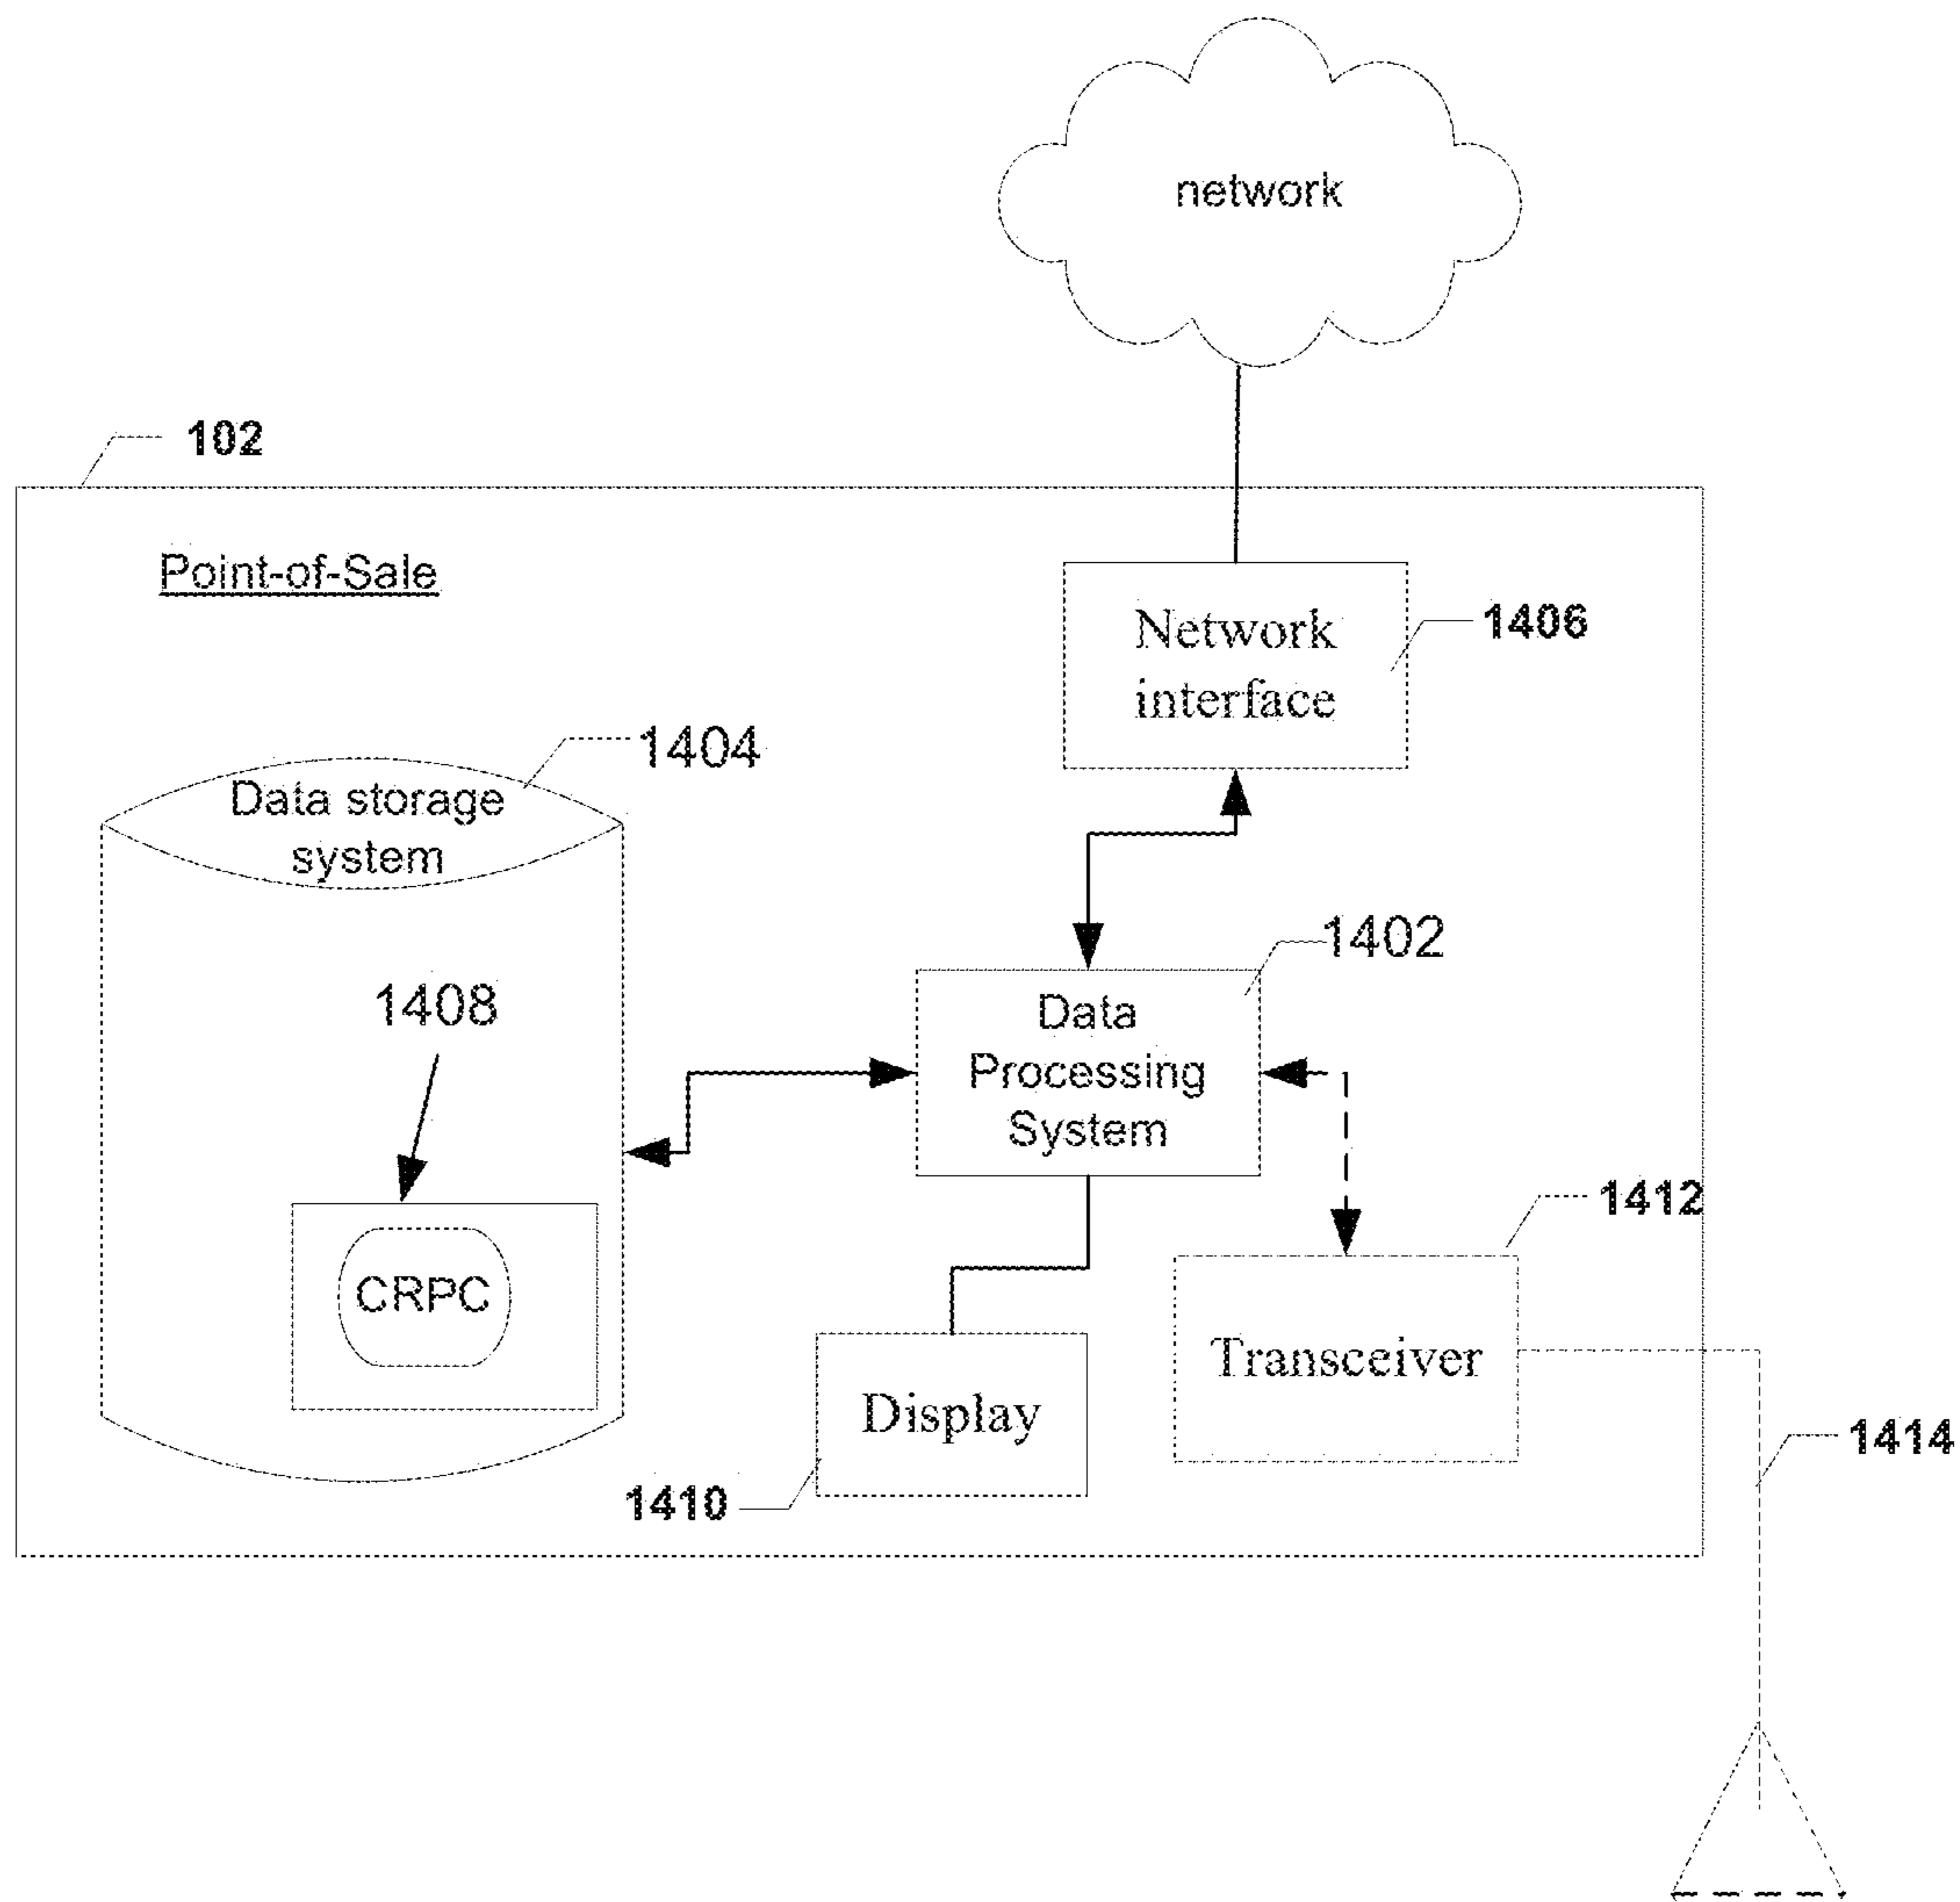 network
102
Point-of-Sale
Network
interface
1406
1404
Data storage
system
1402
Data
Processing
System
1408
CRPC
1412
Transceiver
Display
1410
1414